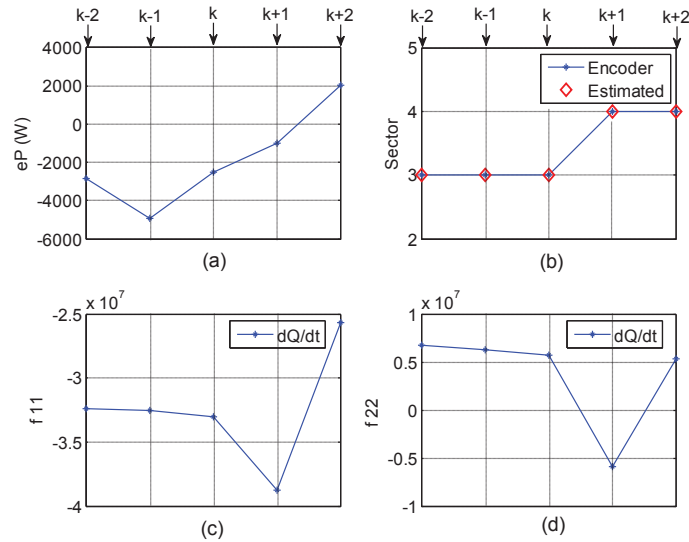 k-2 k-1 k k+1 k+2 k-2 k-1 k k+1 k+2
4000
2000
0
-2000
-4000
-6000
eP (W)
(a)
5
4
3
2
Sector
Encoder
Estimated
(b)
x 10^7
-2.5
-3
-3.5
-4
f 11
dQ/dt
(c)
x 10^7
1
0.5
0
-0.5
-1
f 22
dQ/dt
(d)